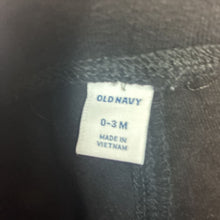 OLD NAVY
0-3 M
MADE IN
VIETNAM